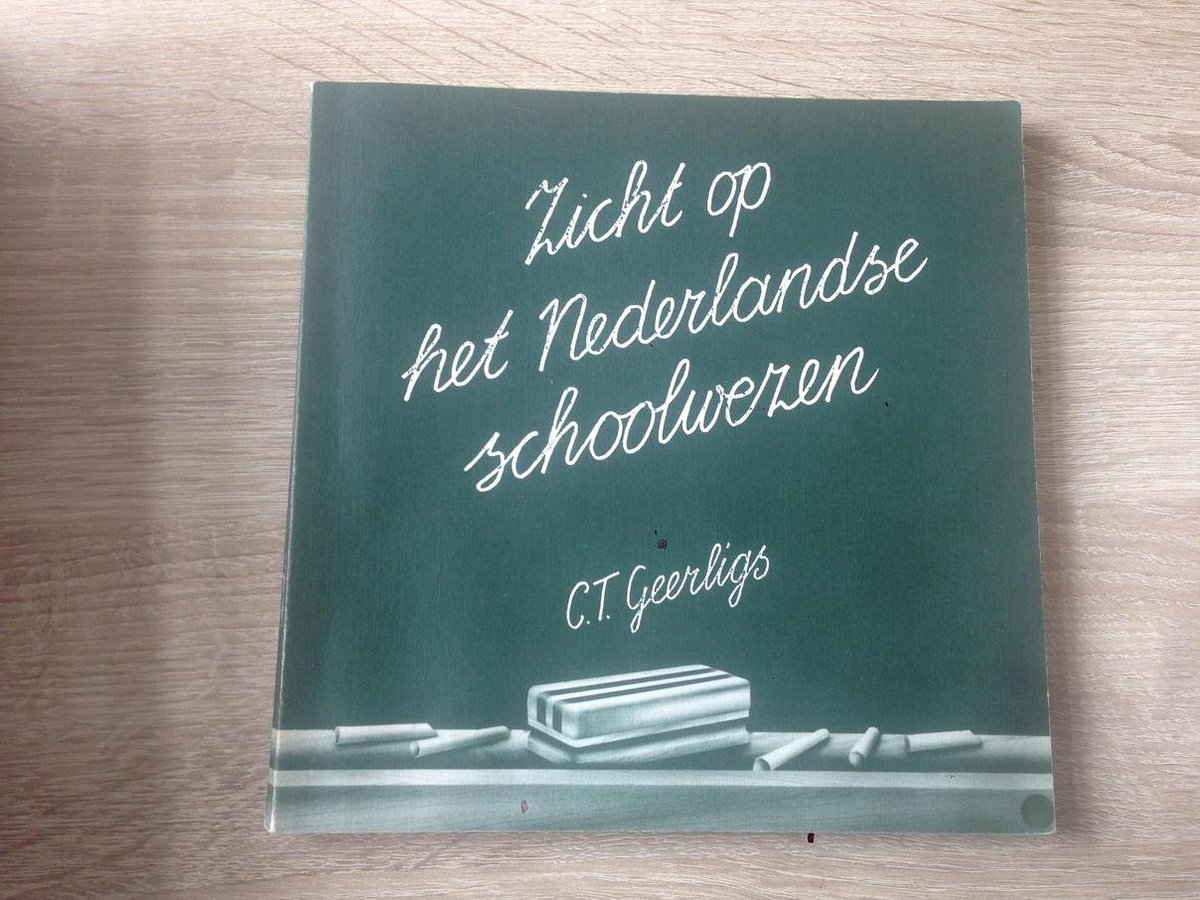 Zicht op
het Nederlandse
schoolwezen
C.T. Geerligs